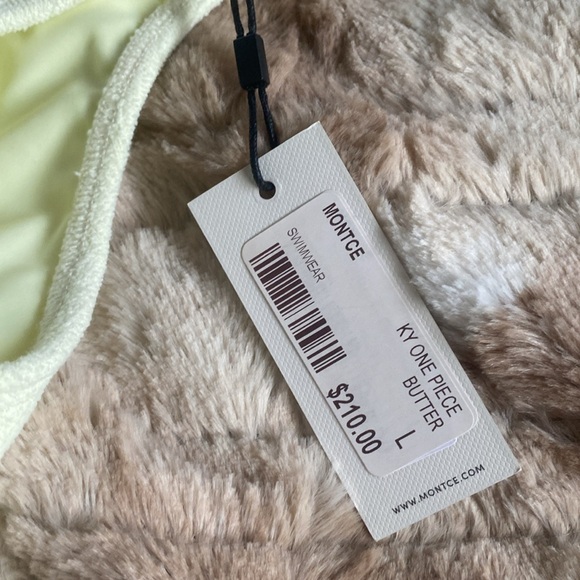 MONTCE
SWIMWEAR
KY ONE PIECE
BUTTER
L
$210.00
WWW.MONTCE.COM